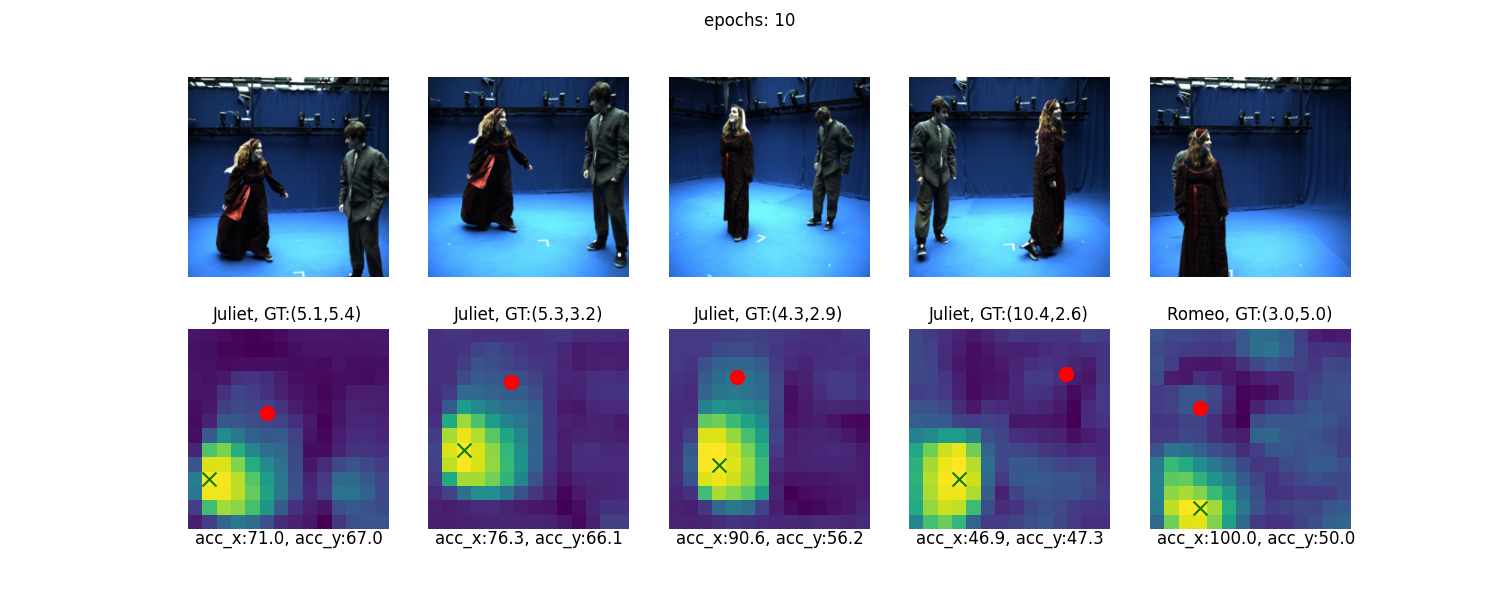 epochs: 10
Juliet, GT:(5.1,5.4)
Juliet, GT:(5.3,3.2)
Juliet, GT:(4.3,2.9)
Juliet, GT:(10.4,2.6)
Romeo, GT:(3.0,5.0)
acc_x:71.0, acc_y:67.0
acc_x:76.3, acc_y:66.1
acc_x:90.6, acc_y:56.2
acc_x:46.9, acc_y:47.3
acc_x:100.0, acc_y:50.0